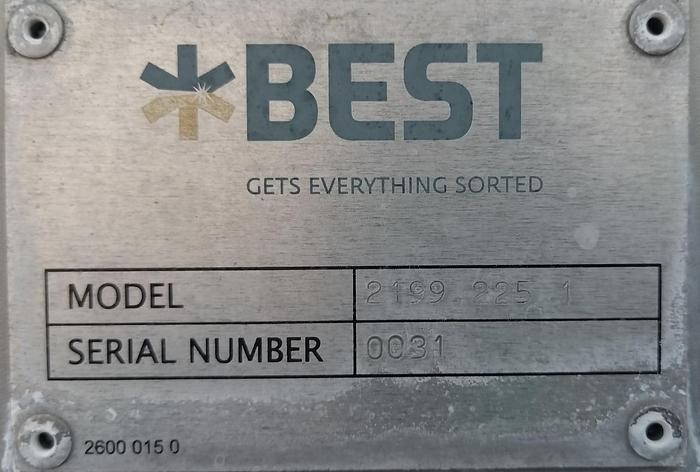 BEST
GETS EVERYTHING SORTED
MODEL 2199 225 1
SERIAL NUMBER 0031
2600 015 0